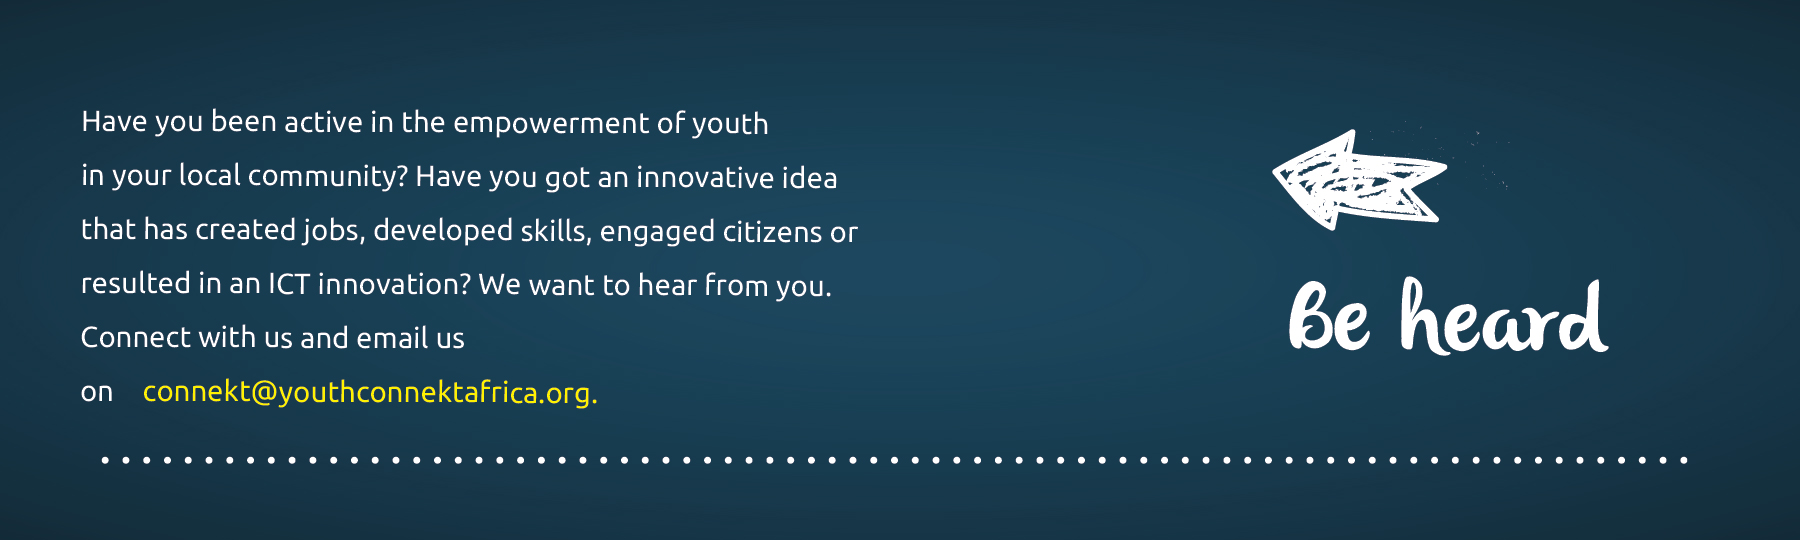 Have you been active in the empowerment of youth
in your local community? Have you got an innovative idea
that has created jobs, developed skills, engaged citizens or
resulted in an ICT innovation? We want to hear from you.
Connect with us and email us
on connekt@youthconnektafrica.org.
Be heard